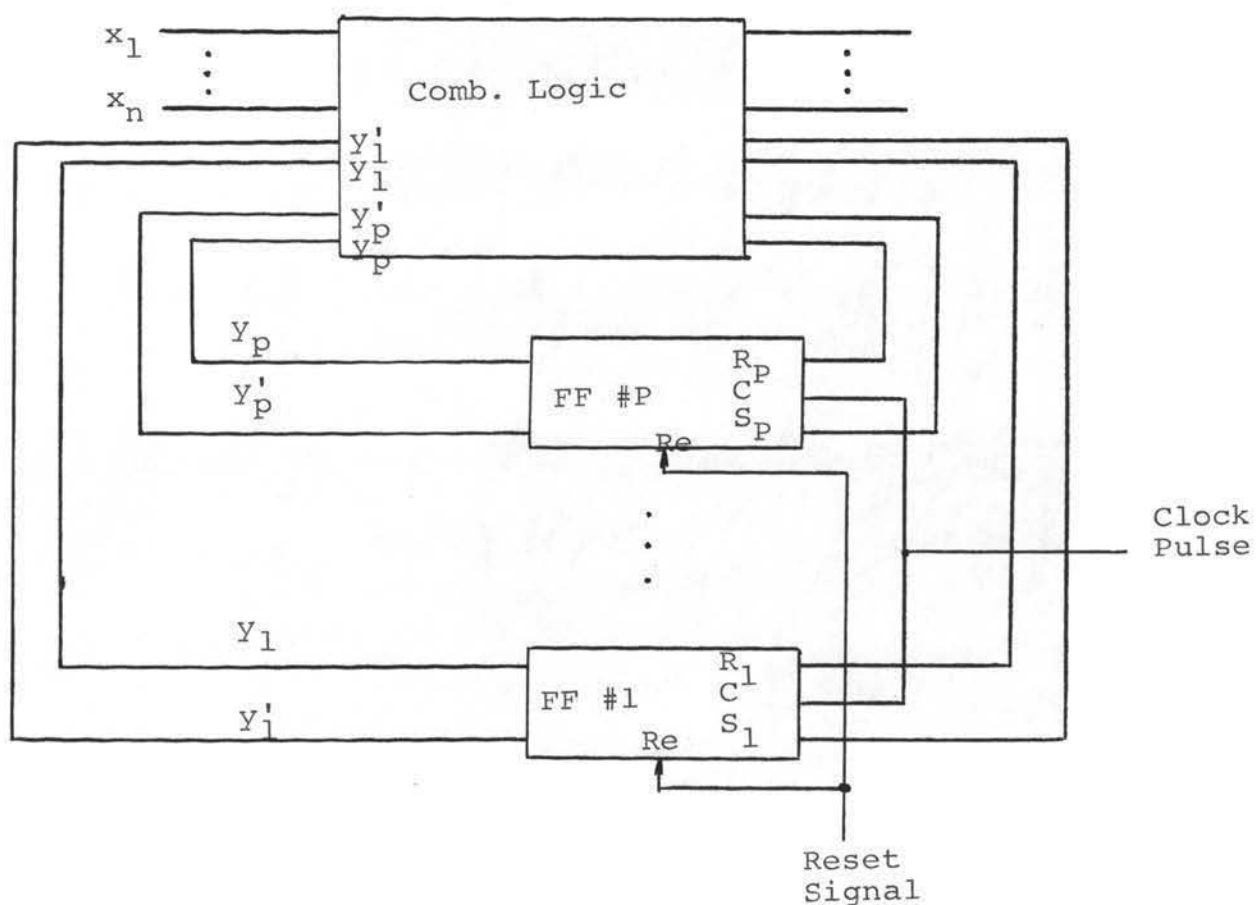 x1
xn
Comb. Logic
y'1
y1
y'p
yp
yp
y'p
FF #P
Rp
C
Sp
Re
Clock
Pulse
y1
y'1
FF #1
R1
C
S1
Re
Reset
Signal